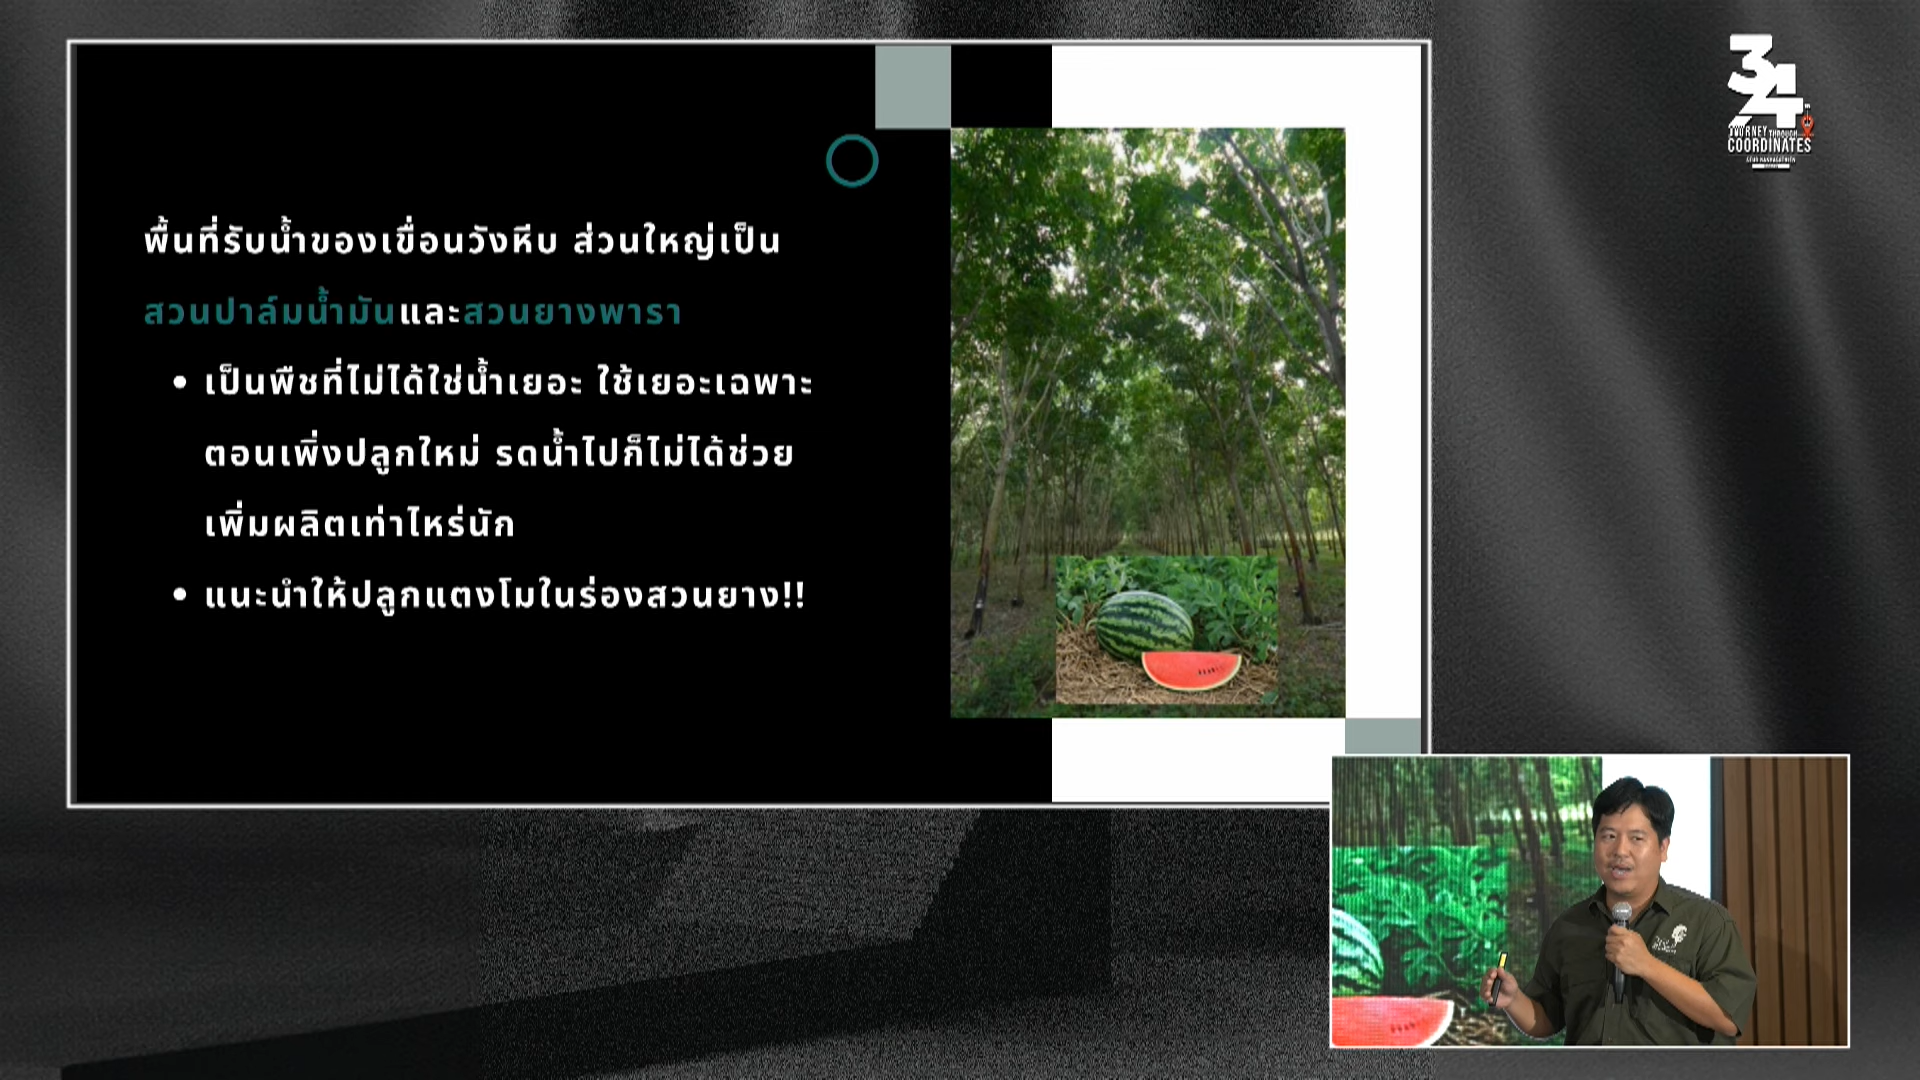 พื้นที่รับน้ำของเขื่อนวังหีบ ส่วนใหญ่เป็น
สวนปาล์มน้ำมันและสวนยางพารา
เป็นพืชที่ไม่ได้ใช่น้ำเยอะ ใช้เยอะเฉพาะ
ตอนเพิ่งปลูกใหม่ รดน้ำไปก็ไม่ได้ช่วย
เพิ่มผลิตเท่าไหร่นัก
แนะนำให้ปลูกแตงโมในร่องสวนยาง!!
34
JOURNEY THROUGH
COORDINATES